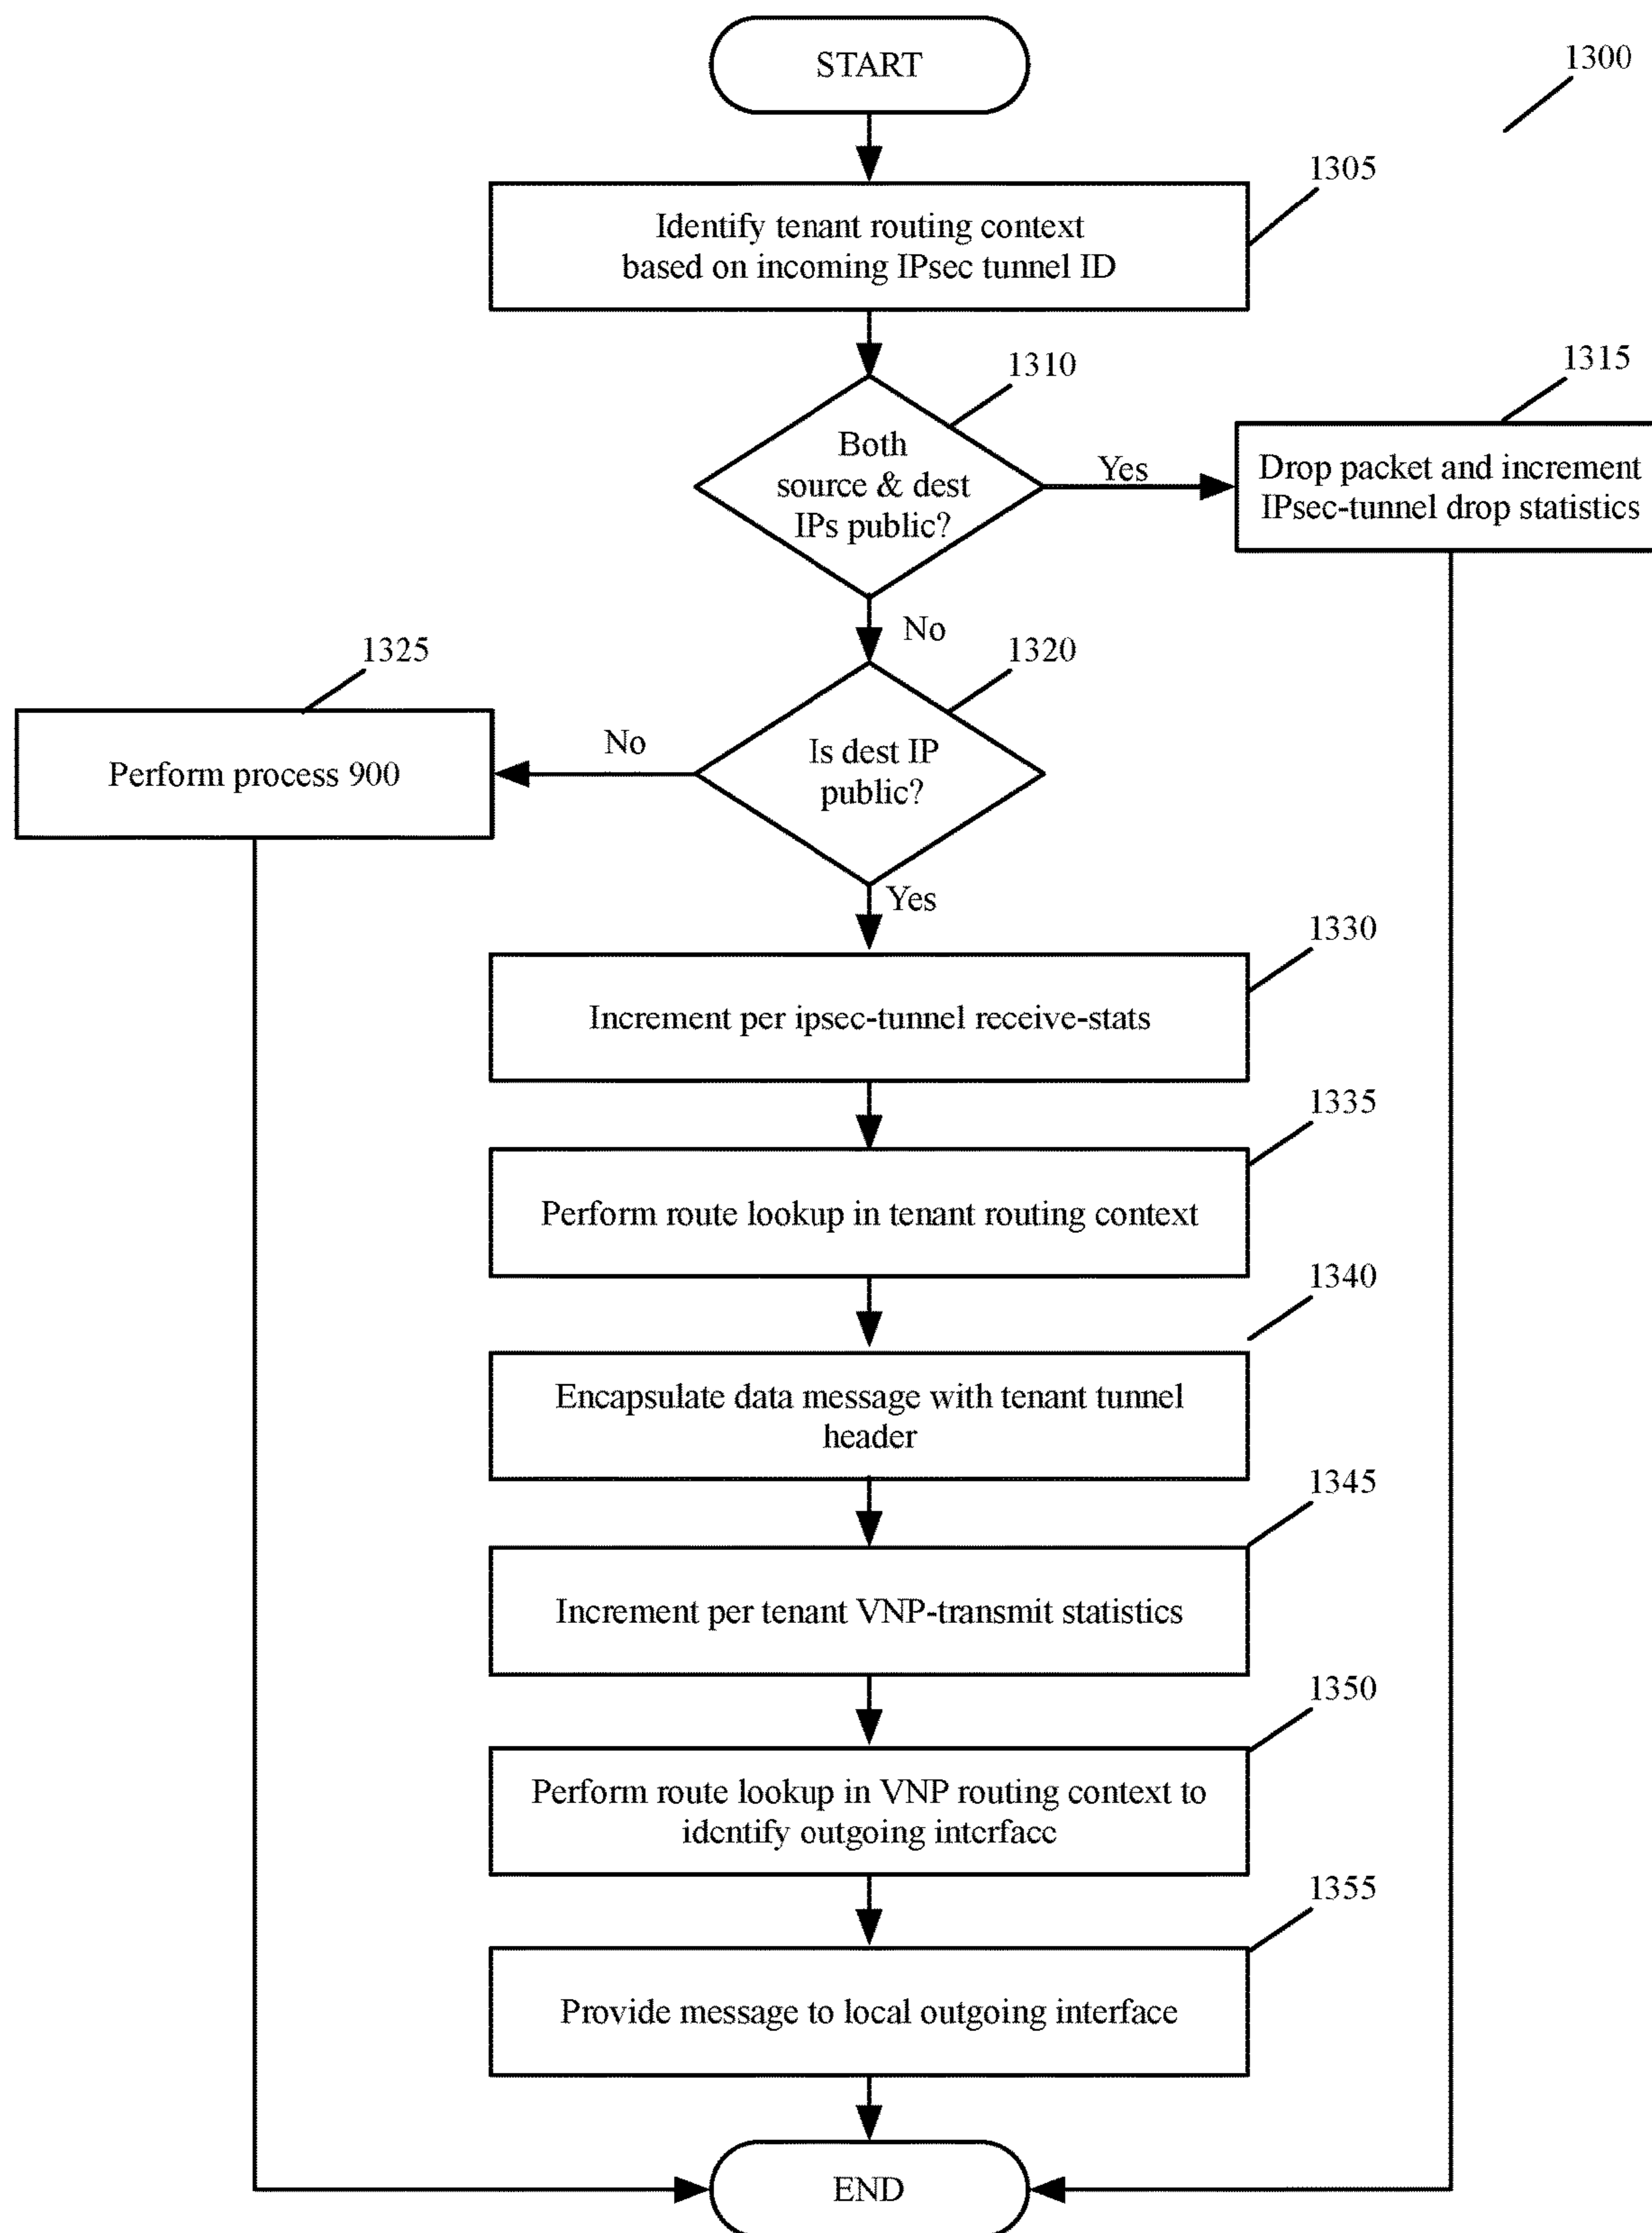 START
1300
1305
Identify tenant routing context
based on incoming IPsec tunnel ID
1310
1315
Both
source & dest
IPs public?
Yes
Drop packet and increment
IPsec-tunnel drop statistics
No
1325
1320
Perform process 900
No
Is dest IP
public?
Yes
1330
Increment per ipsec-tunnel receive-stats
1335
Perform route lookup in tenant routing context
1340
Encapsulate data message with tenant tunnel
header
1345
Increment per tenant VNP-transmit statistics
1350
Perform route lookup in VNP routing context to
identify outgoing interface
1355
Provide message to local outgoing interface
END